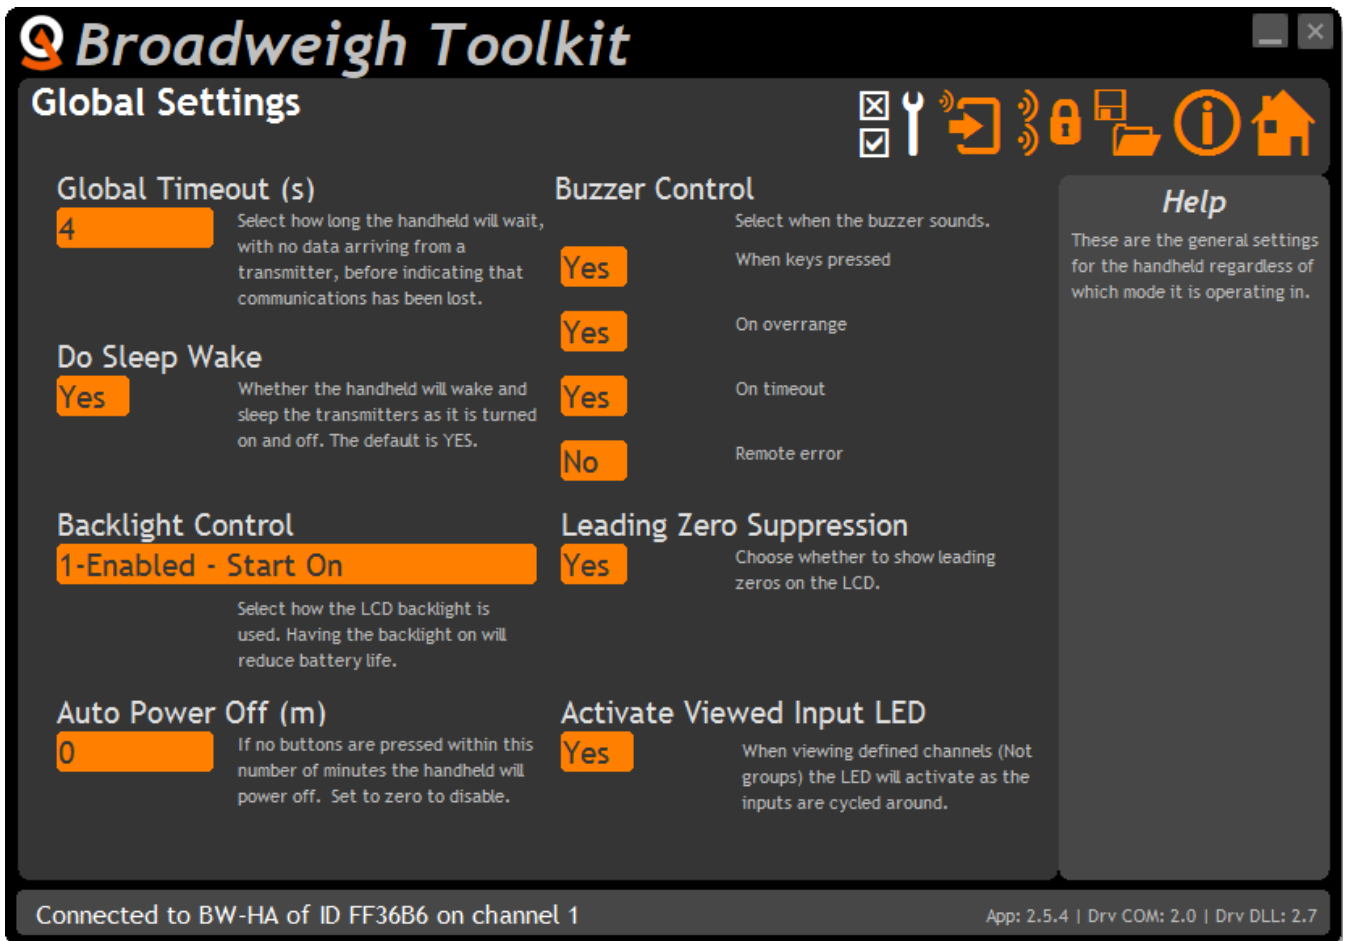 Broadweigh Toolkit
Global Settings
Global Timeout (s)
4
Select how long the handheld will wait,
with no data arriving from a
transmitter, before indicating that
communications has been lost.
Do Sleep Wake
Yes
Whether the handheld will wake and
sleep the transmitters as it is turned
on and off. The default is YES.
Backlight Control
1-Enabled - Start On
Select how the LCD backlight is
used. Having the backlight on will
reduce battery life.
Auto Power Off (m)
0
If no buttons are pressed within this
number of minutes the handheld will
power off. Set to zero to disable.
Buzzer Control
Select when the buzzer sounds.
Yes
When keys pressed
Yes
On overrange
Yes
On timeout
No
Remote error
Leading Zero Suppression
Yes
Choose whether to show leading
zeros on the LCD.
Activate Viewed Input LED
Yes
When viewing defined channels (Not
groups) the LED will activate as the
inputs are cycled around.
Help
These are the general settings
for the handheld regardless of
which mode it is operating in.
Connected to BW-HA of ID FF36B6 on channel 1
App: 2.5.4 | Drv COM: 2.0 | Drv DLL: 2.7